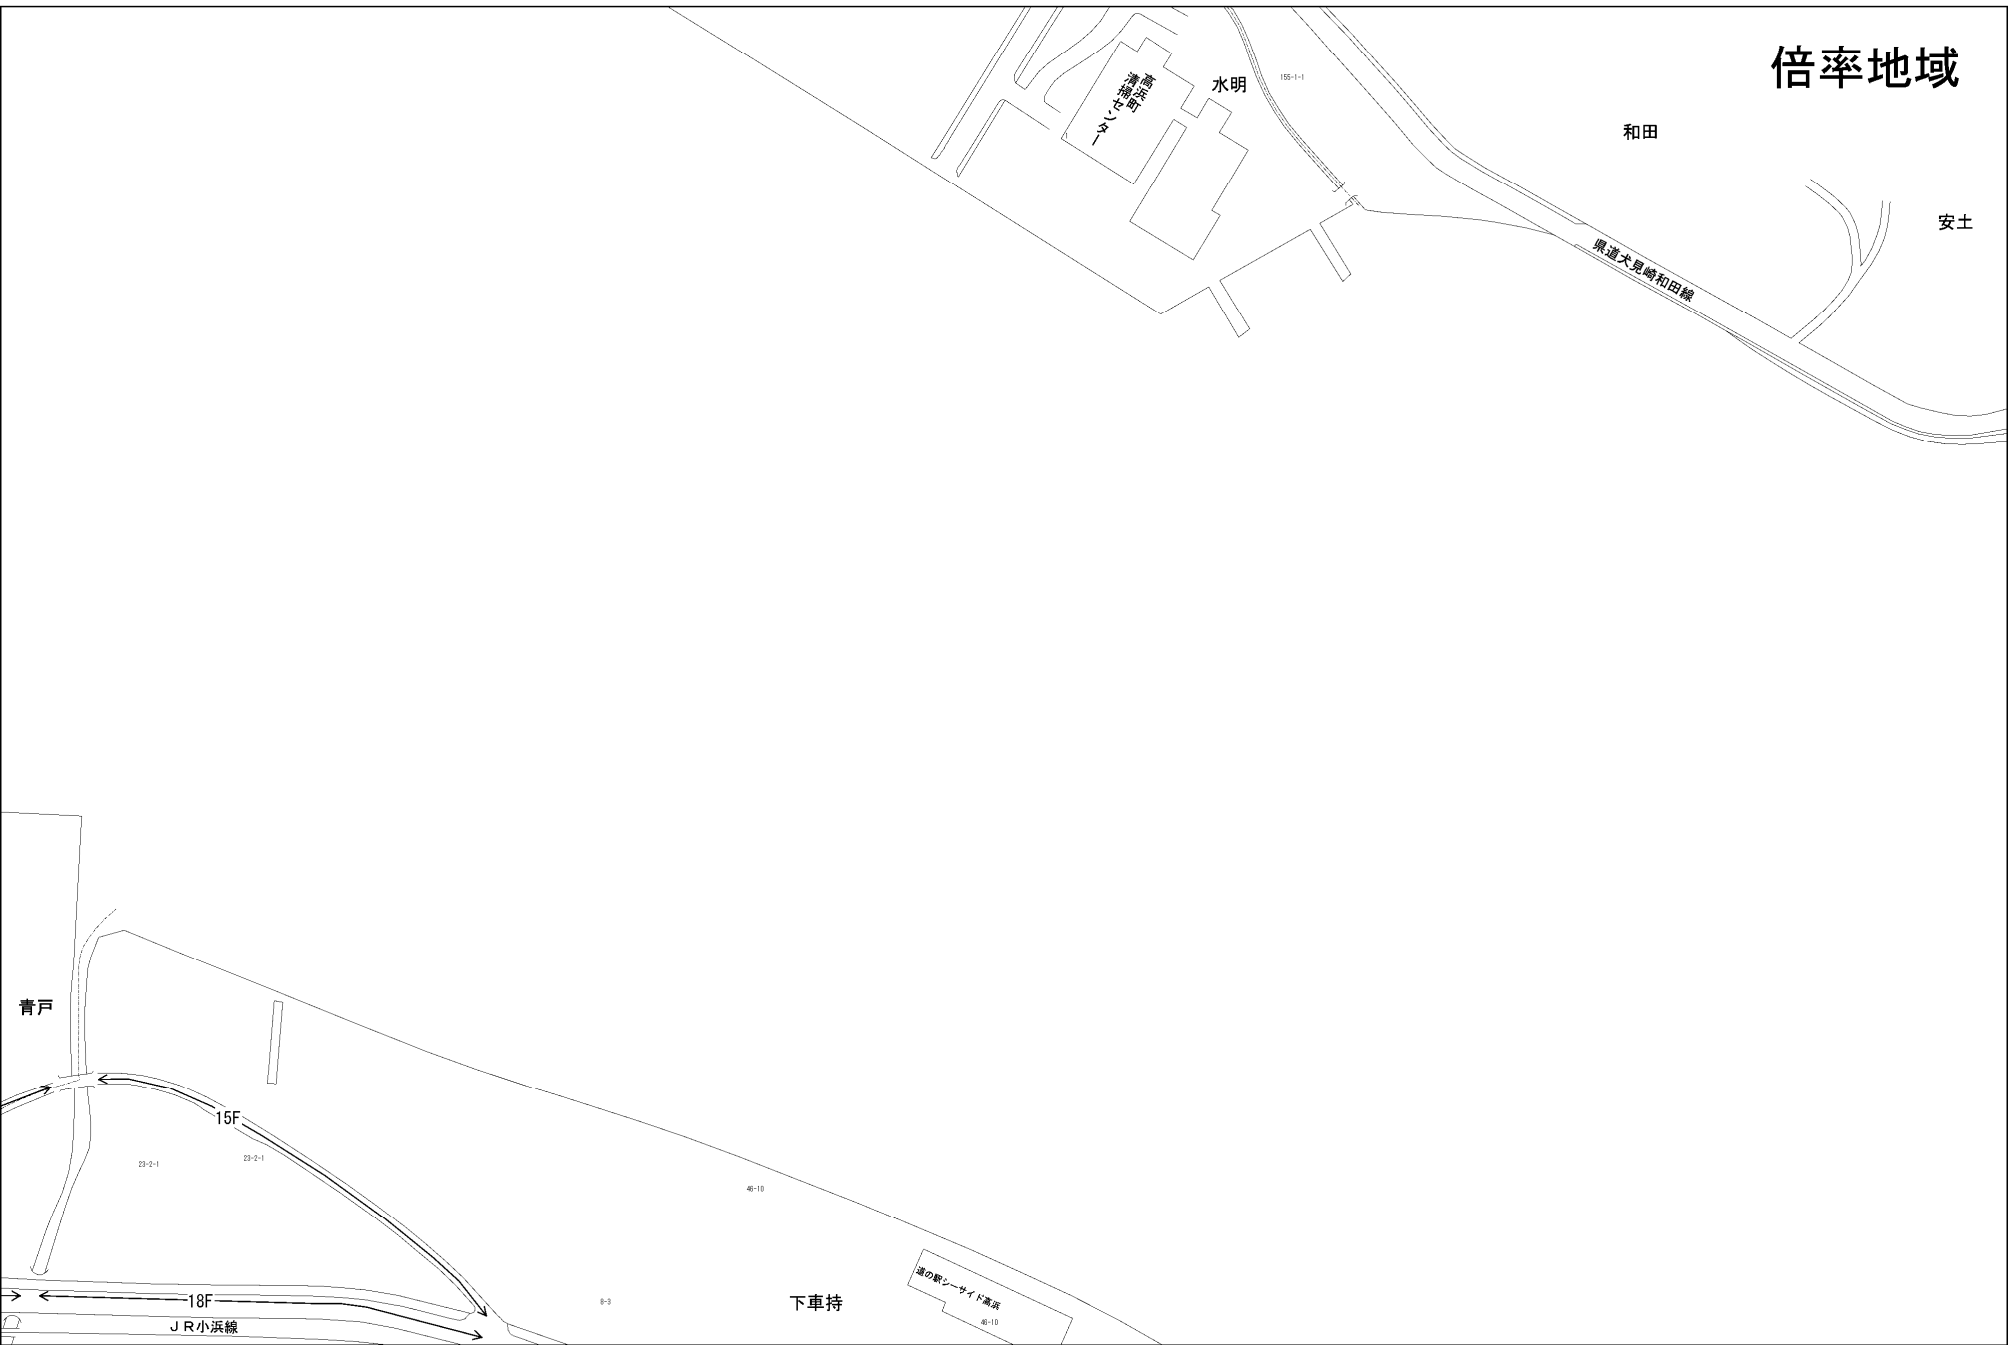 倍率地域
高浜町
清掃センター
水明
155-1-1
和田
安土
県道犬見崎和田線
青戸
15F
23-2-1
23-2-1
46-10
18F
JR小浜線
8-3
下車持
道の駅シーサイド高浜
46-10